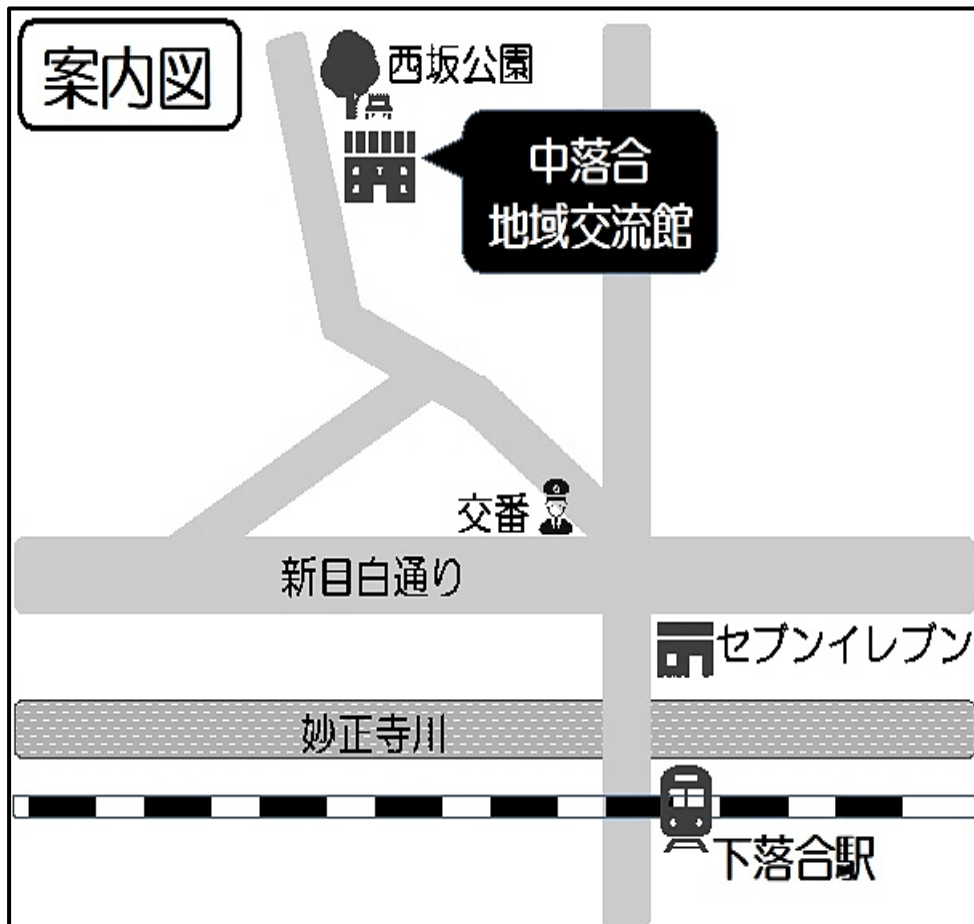 案内図
西坂公園
中落合
地域交流館
交番
新目白通り
セブンイレブン
妙正寺川
下落合駅